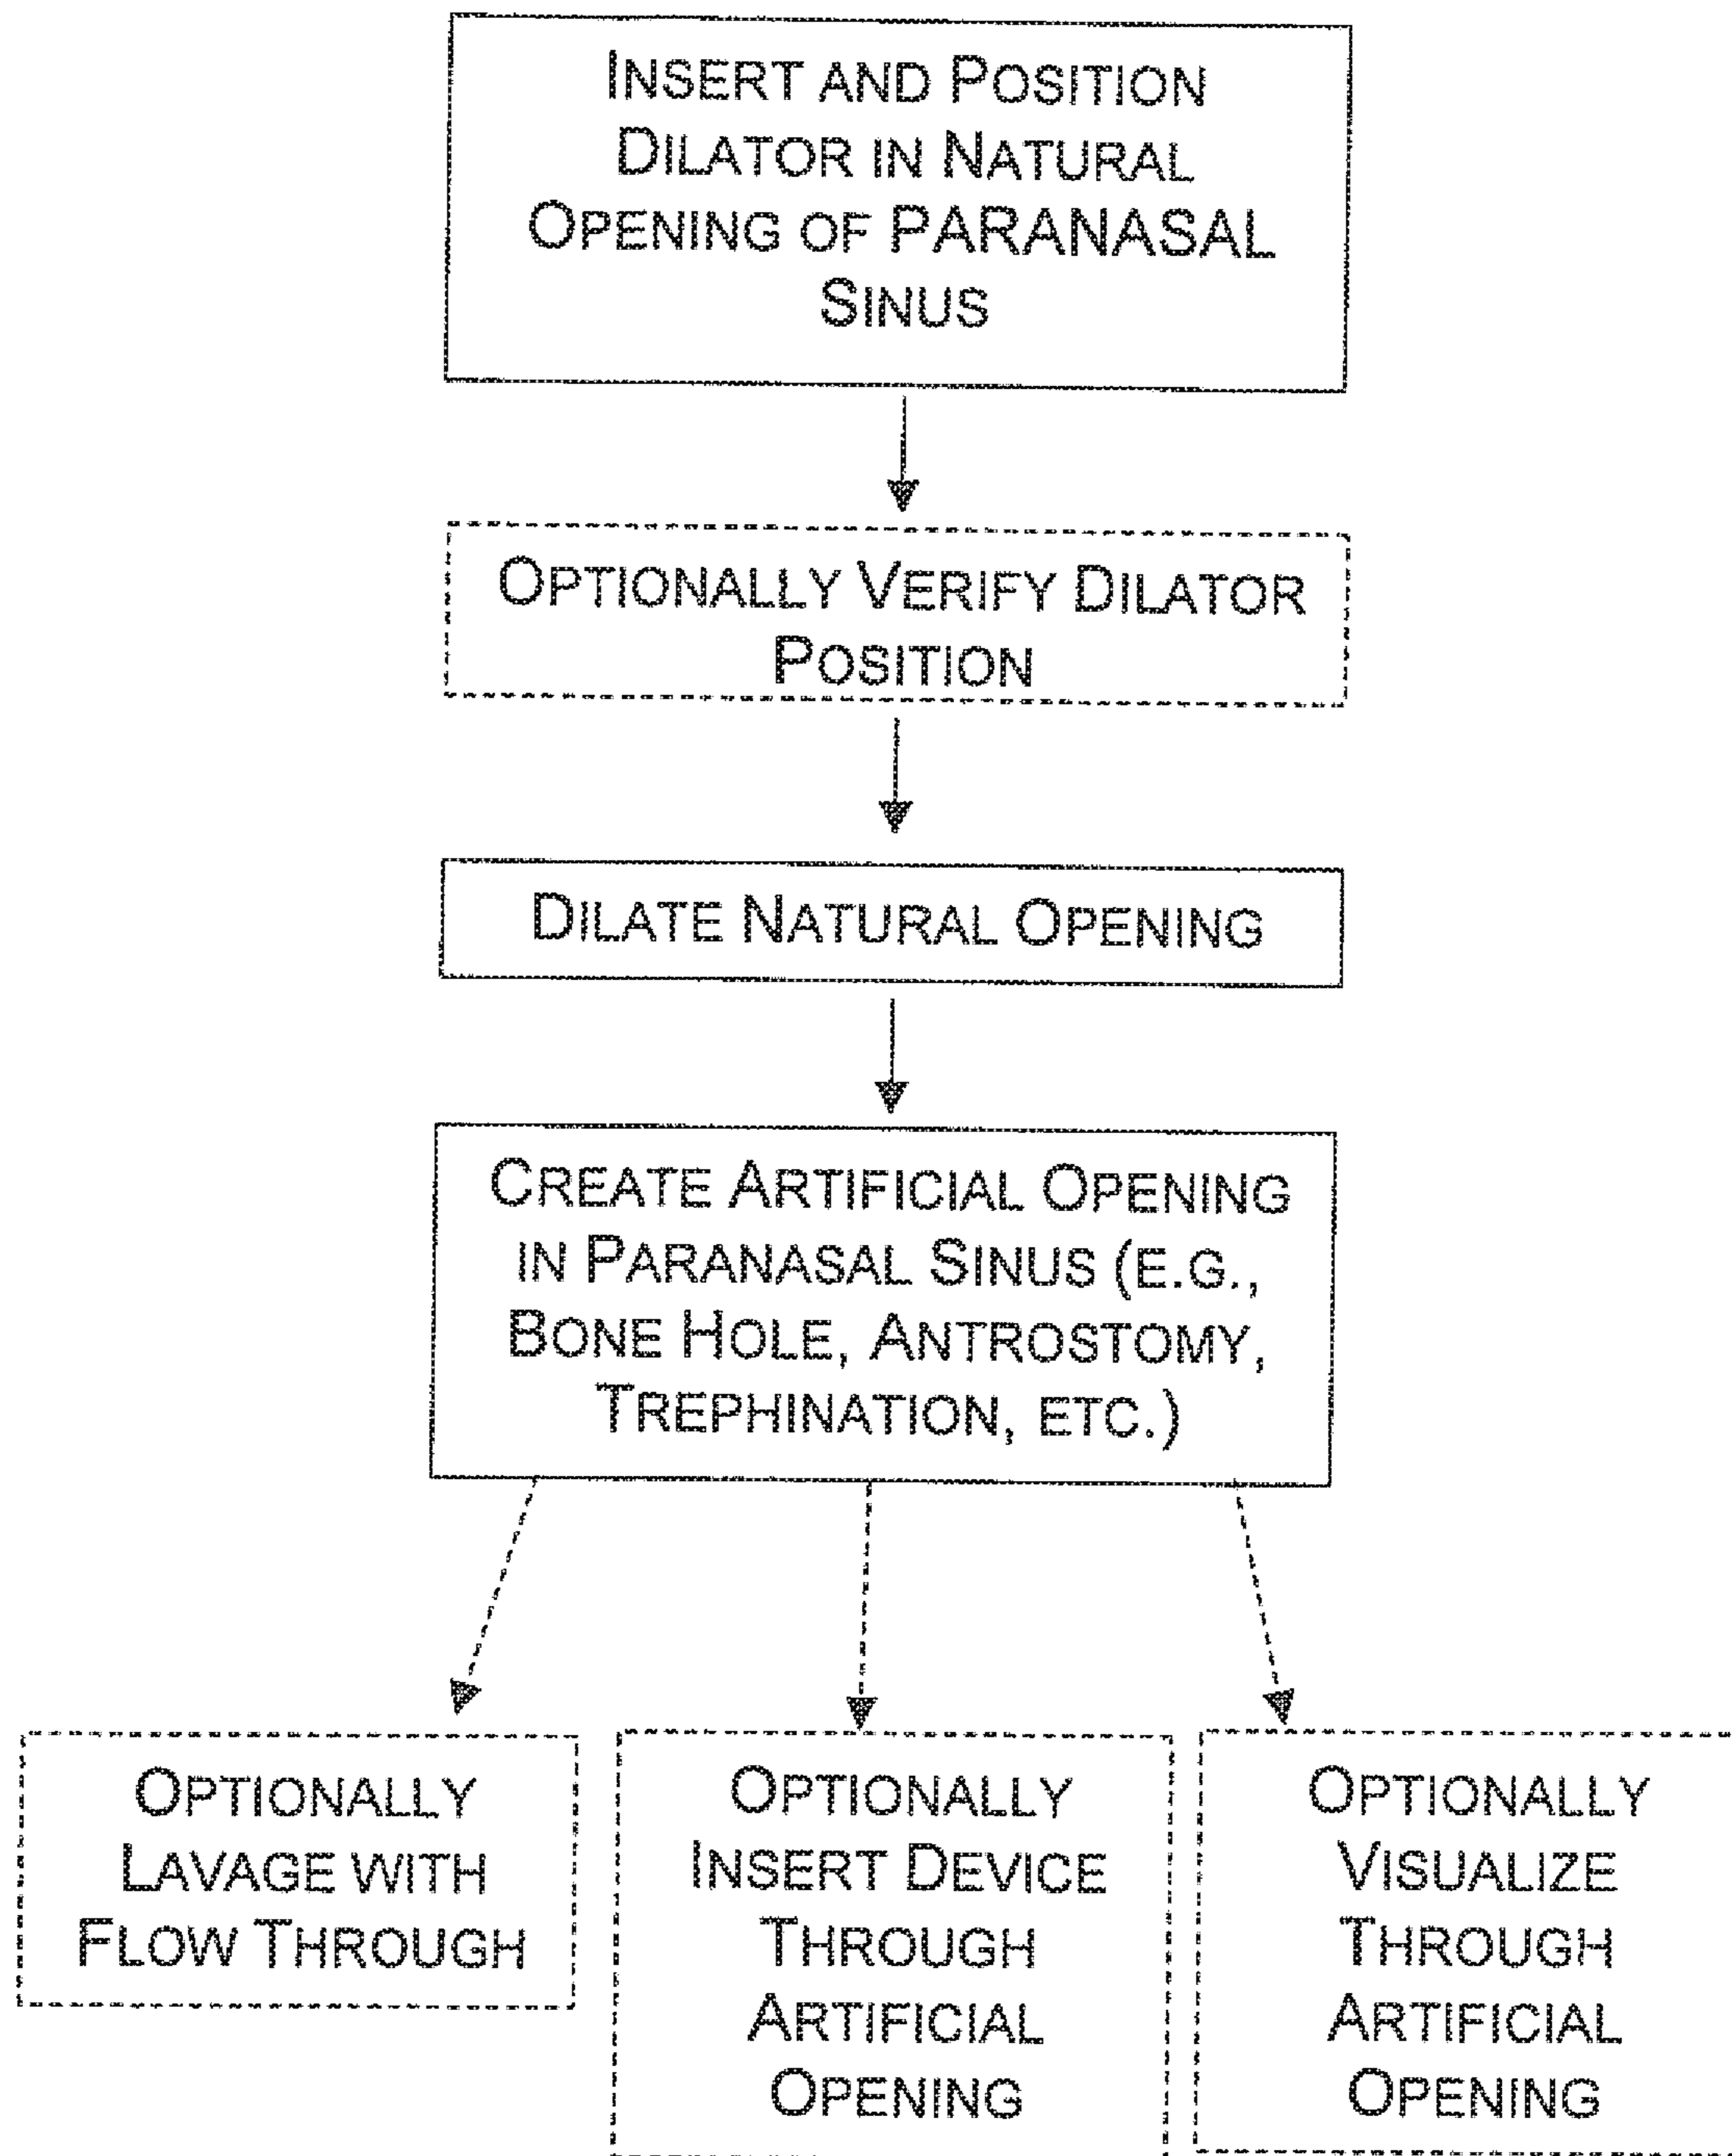 INSERT AND POSITION
DILATOR IN NATURAL
OPENING OF PARANASAL
SINUS
OPTIONALLY VERIFY DILATOR
POSITION
DILATE NATURAL OPENING
CREATE ARTIFICIAL OPENING
IN PARANASAL SINUS (E.G.,
BONE HOLE, ANTROSTOMY,
TREPHINATION, ETC.)
OPTIONALLY
LAVAGE WITH
FLOW THROUGH
OPTIONALLY
INSERT DEVICE
THROUGH
ARTIFICIAL
OPENING
OPTIONALLY
VISUALIZE
THROUGH
ARTIFICIAL
OPENING